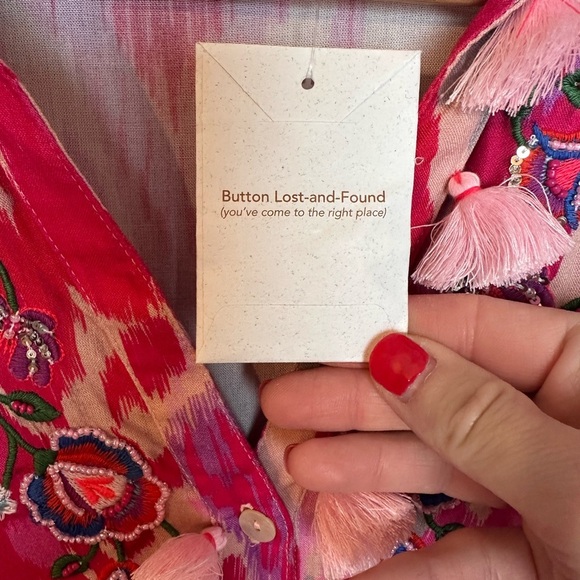 Button Lost-and-Found
(you've come to the right place)